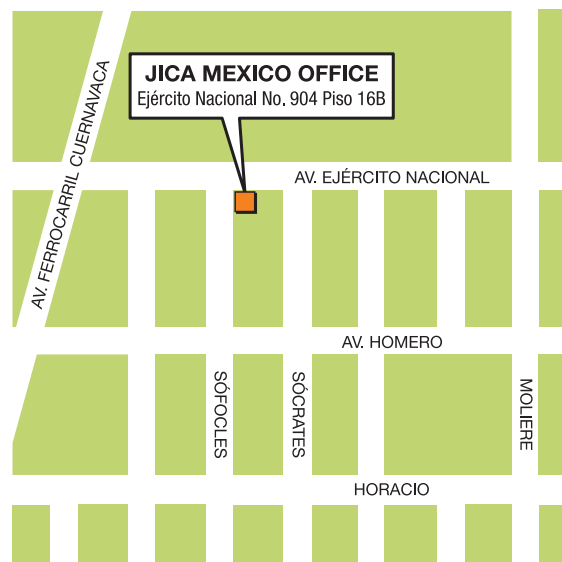 JICA MEXICO OFFICE
Ejército Nacional No. 904 Piso 16B
AV. FERROCARRIL CUERNAVACA
AV. EJÉRCITO NACIONAL
AV. HOMERO
SÓFOCLES
SÓCRATES
MOLIERE
HORACIO